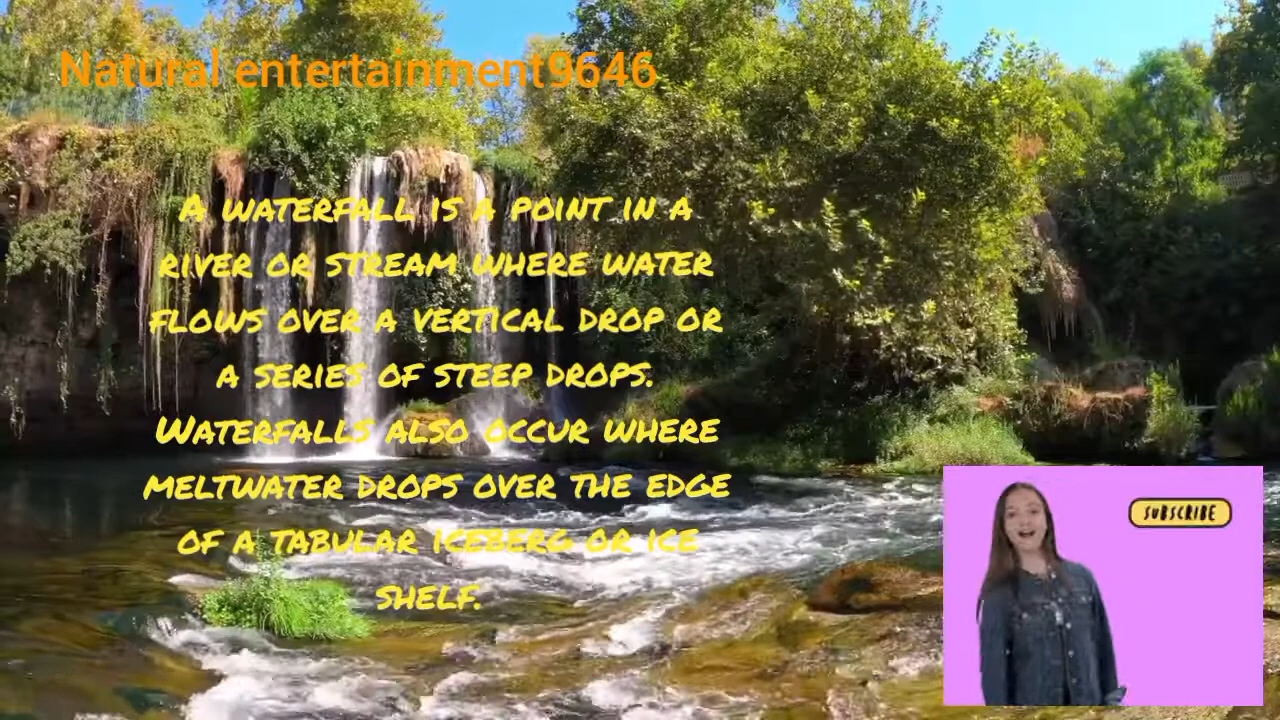 Natural entertainment9646
A WATERFALL IS A POINT IN A
RIVER OR STREAM WHERE WATER
FLOWS OVER A VERTICAL DROP OR
A SERIES OF STEEP DROPS.
WATERFALLS ALSO OCCUR WHERE
MELTWATER DROPS OVER THE EDGE
OF A TABULAR ICEBERG OR ICE
SHELF.
SUBSCRIBE